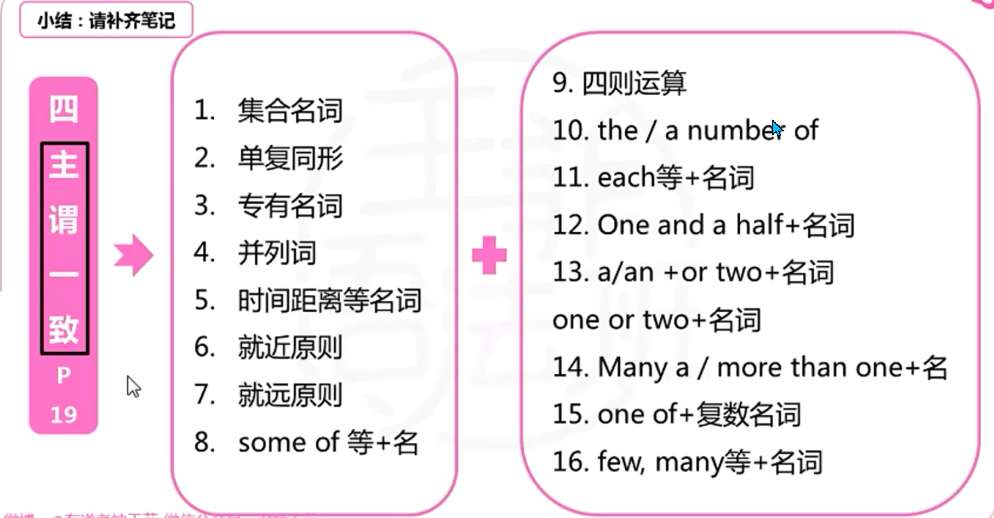 小结：请补齐笔记
四
主
谓
一
致
P
19
1. 集合名词
2. 单复同形
3. 专有名词
4. 并列词
5. 时间距离等名词
6. 就近原则
7. 就远原则
8. some of 等+名
9. 四则运算
10. the / a number of
11. each等+名词
12. One and a half+名词
13. a/an +or two+名词
one or two+名词
14. Many a / more than one+名
15. one of+复数名词
16. few, many等+名词